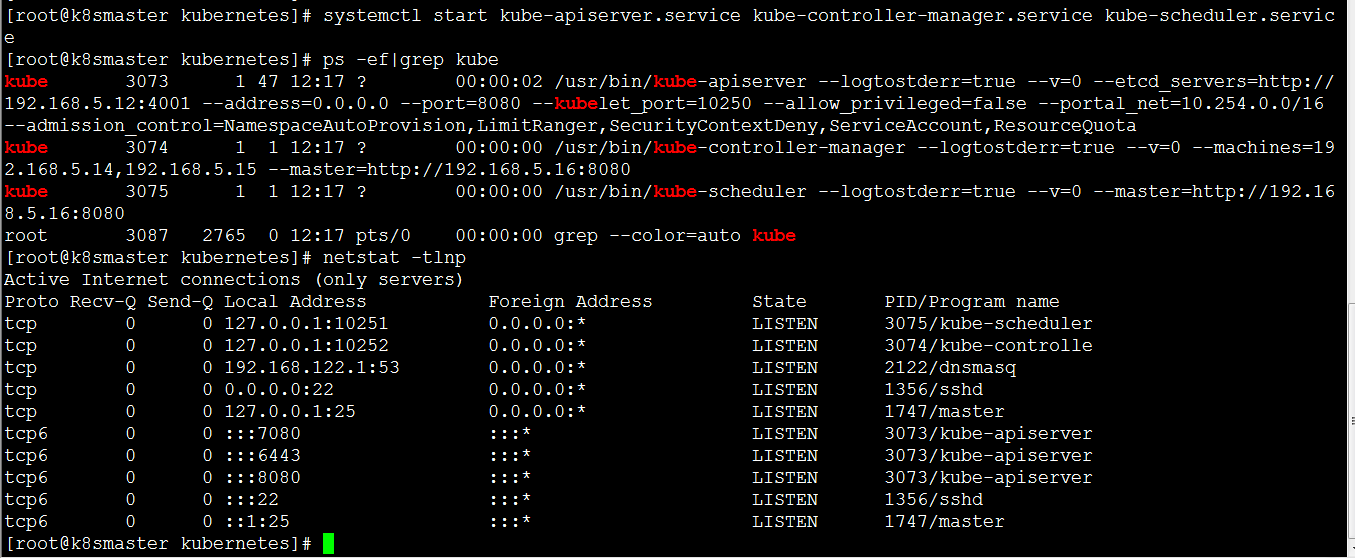 [root@k8smaster kubernetes]# systemctl start kube-apiserver.service kube-controller-manager.service kube-scheduler.servic
e
[root@k8smaster kubernetes]# ps -ef|grep kube
kube       3073      1 47 12:17 ?        00:00:02 /usr/bin/kube-apiserver --logtostderr=true --v=0 --etcd_servers=http://
192.168.5.12:4001 --address=0.0.0.0 --port=8080 --kubelet_port=10250 --allow_privileged=false --portal_net=10.254.0.0/16
--admission_control=NamespaceAutoProvision,LimitRanger,SecurityContextDeny,ServiceAccount,ResourceQuota
kube       3074      1  1 12:17 ?        00:00:00 /usr/bin/kube-controller-manager --logtostderr=true --v=0 --machines=19
2.168.5.14,192.168.5.15 --master=http://192.168.5.16:8080
kube       3075      1  1 12:17 ?        00:00:00 /usr/bin/kube-scheduler --logtostderr=true --v=0 --master=http://192.16
8.5.16:8080
root       3087   2765  0 12:17 pts/0    00:00:00 grep --color=auto kube
[root@k8smaster kubernetes]# netstat -tlnp
Active Internet connections (only servers)
Proto Recv-Q Send-Q Local Address           Foreign Address         State       PID/Program name
tcp        0      0 127.0.0.1:10251         0.0.0.0:*               LISTEN      3075/kube-scheduler
tcp        0      0 127.0.0.1:10252         0.0.0.0:*               LISTEN      3074/kube-controlle
tcp        0      0 192.168.122.1:53        0.0.0.0:*               LISTEN      2122/dnsmasq
tcp        0      0 0.0.0.0:22              0.0.0.0:*               LISTEN      1356/sshd
tcp        0      0 127.0.0.1:25            0.0.0.0:*               LISTEN      1747/master
tcp6       0      0 :::7080                 :::*                    LISTEN      3073/kube-apiserver
tcp6       0      0 :::6443                 :::*                    LISTEN      3073/kube-apiserver
tcp6       0      0 :::8080                 :::*                    LISTEN      3073/kube-apiserver
tcp6       0      0 :::22                   :::*                    LISTEN      1356/sshd
tcp6       0      0 ::1:25                  :::*                    LISTEN      1747/master
[root@k8smaster kubernetes]#